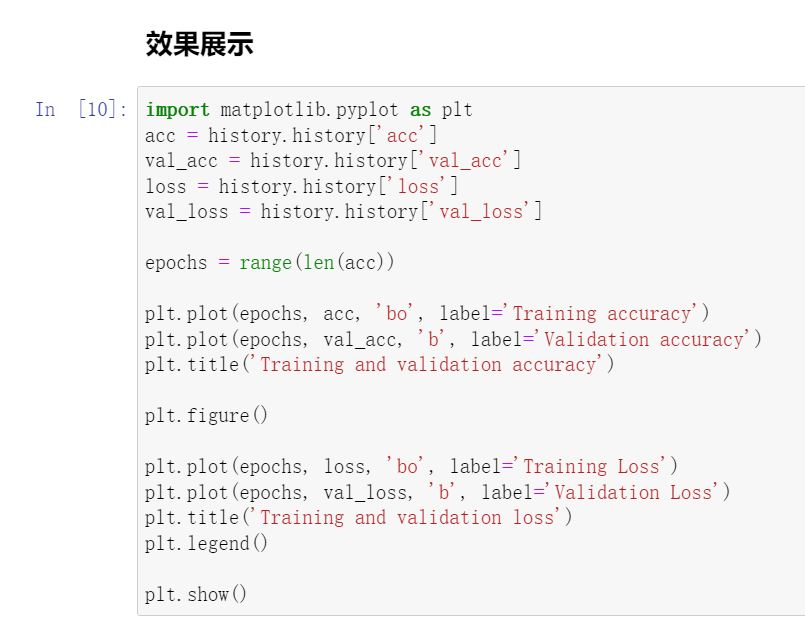 效果展示
In [10]:
import matplotlib.pyplot as plt
acc = history.history['acc']
val_acc = history.history['val_acc']
loss = history.history['loss']
val_loss = history.history['val_loss']
epochs = range(len(acc))
plt.plot(epochs, acc, 'bo', label='Training accuracy')
plt.plot(epochs, val_acc, 'b', label='Validation accuracy')
plt.title('Training and validation accuracy')
plt.figure()
plt.plot(epochs, loss, 'bo', label='Training Loss')
plt.plot(epochs, val_loss, 'b', label='Validation Loss')
plt.title('Training and validation loss')
plt.legend()
plt.show()